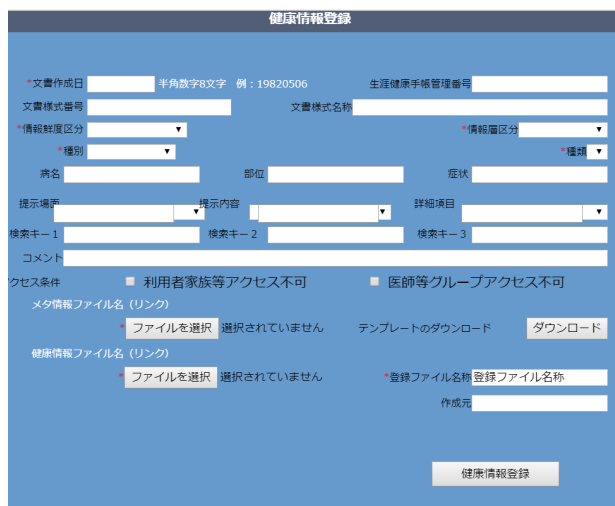 健康情報登録
*文書作成日 半角数字8文字 例:19820506 生涯健康手帳管理番号
文書様式番号 文書様式名称
*情報鮮度区分 *情報層区分
*種別 *種類
病名 部位 症状
提示場面 提示内容 詳細項目
検索キー1 検索キー2 検索キー3
コメント
アクセス条件 利用者家族等アクセス不可 医師等グループアクセス不可
メタ情報ファイル名(リンク)
* ファイルを選択 選択されていません テンプレートのダウンロード ダウンロード
健康情報ファイル名(リンク)
* ファイルを選択 選択されていません *登録ファイル名称 登録ファイル名称
作成元
健康情報登録